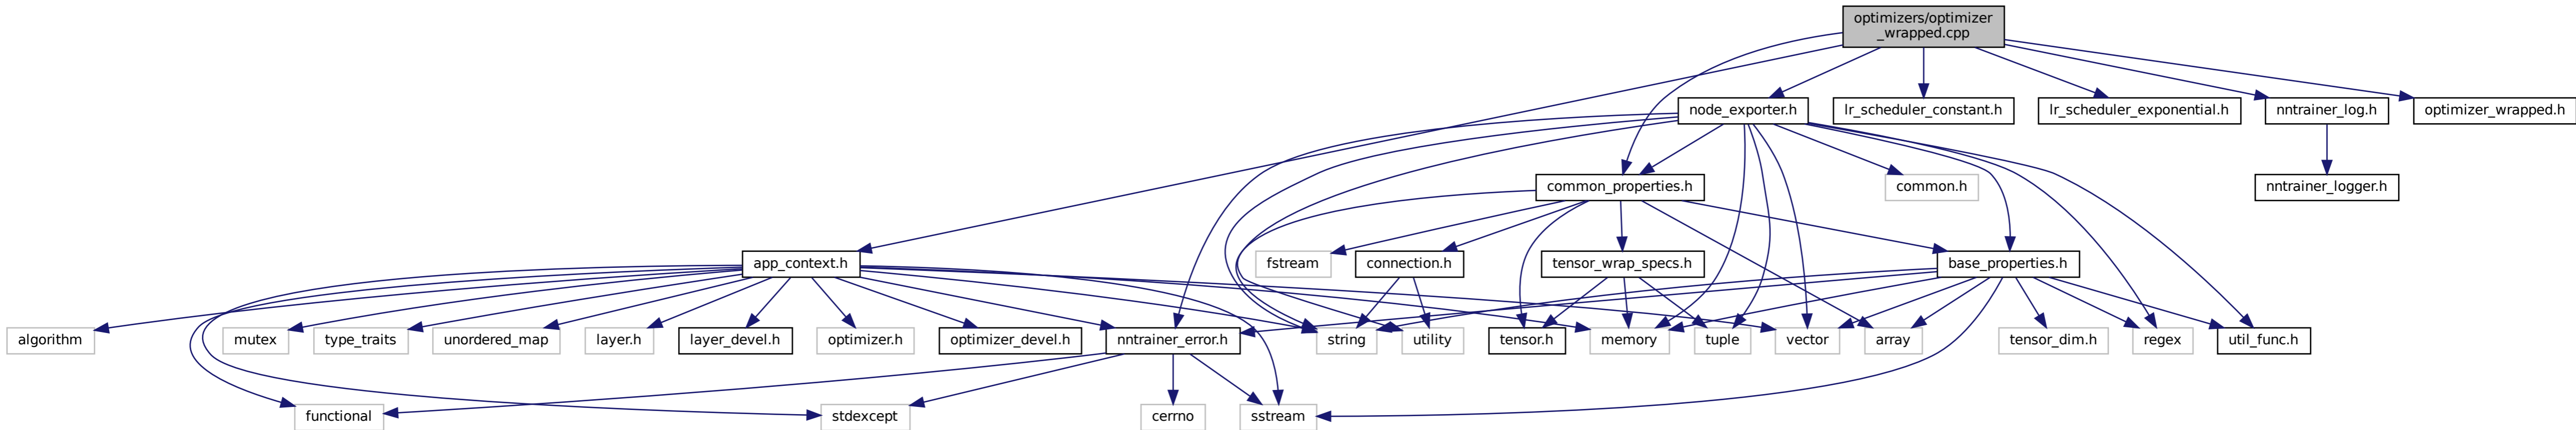 optimizers/optimizer
_wrapped.cpp
node_exporter.h
lr_scheduler_constant.h
lr_scheduler_exponential.h
nntrainer_log.h
optimizer_wrapped.h
common_properties.h
common.h
nntrainer_logger.h
app_context.h
fstream
connection.h
tensor_wrap_specs.h
base_properties.h
algorithm
mutex
type_traits
unordered_map
layer.h
layer_devel.h
optimizer.h
optimizer_devel.h
nntrainer_error.h
string
utility
tensor.h
memory
tuple
vector
array
tensor_dim.h
regex
util_func.h
functional
stdexcept
cerrno
sstream